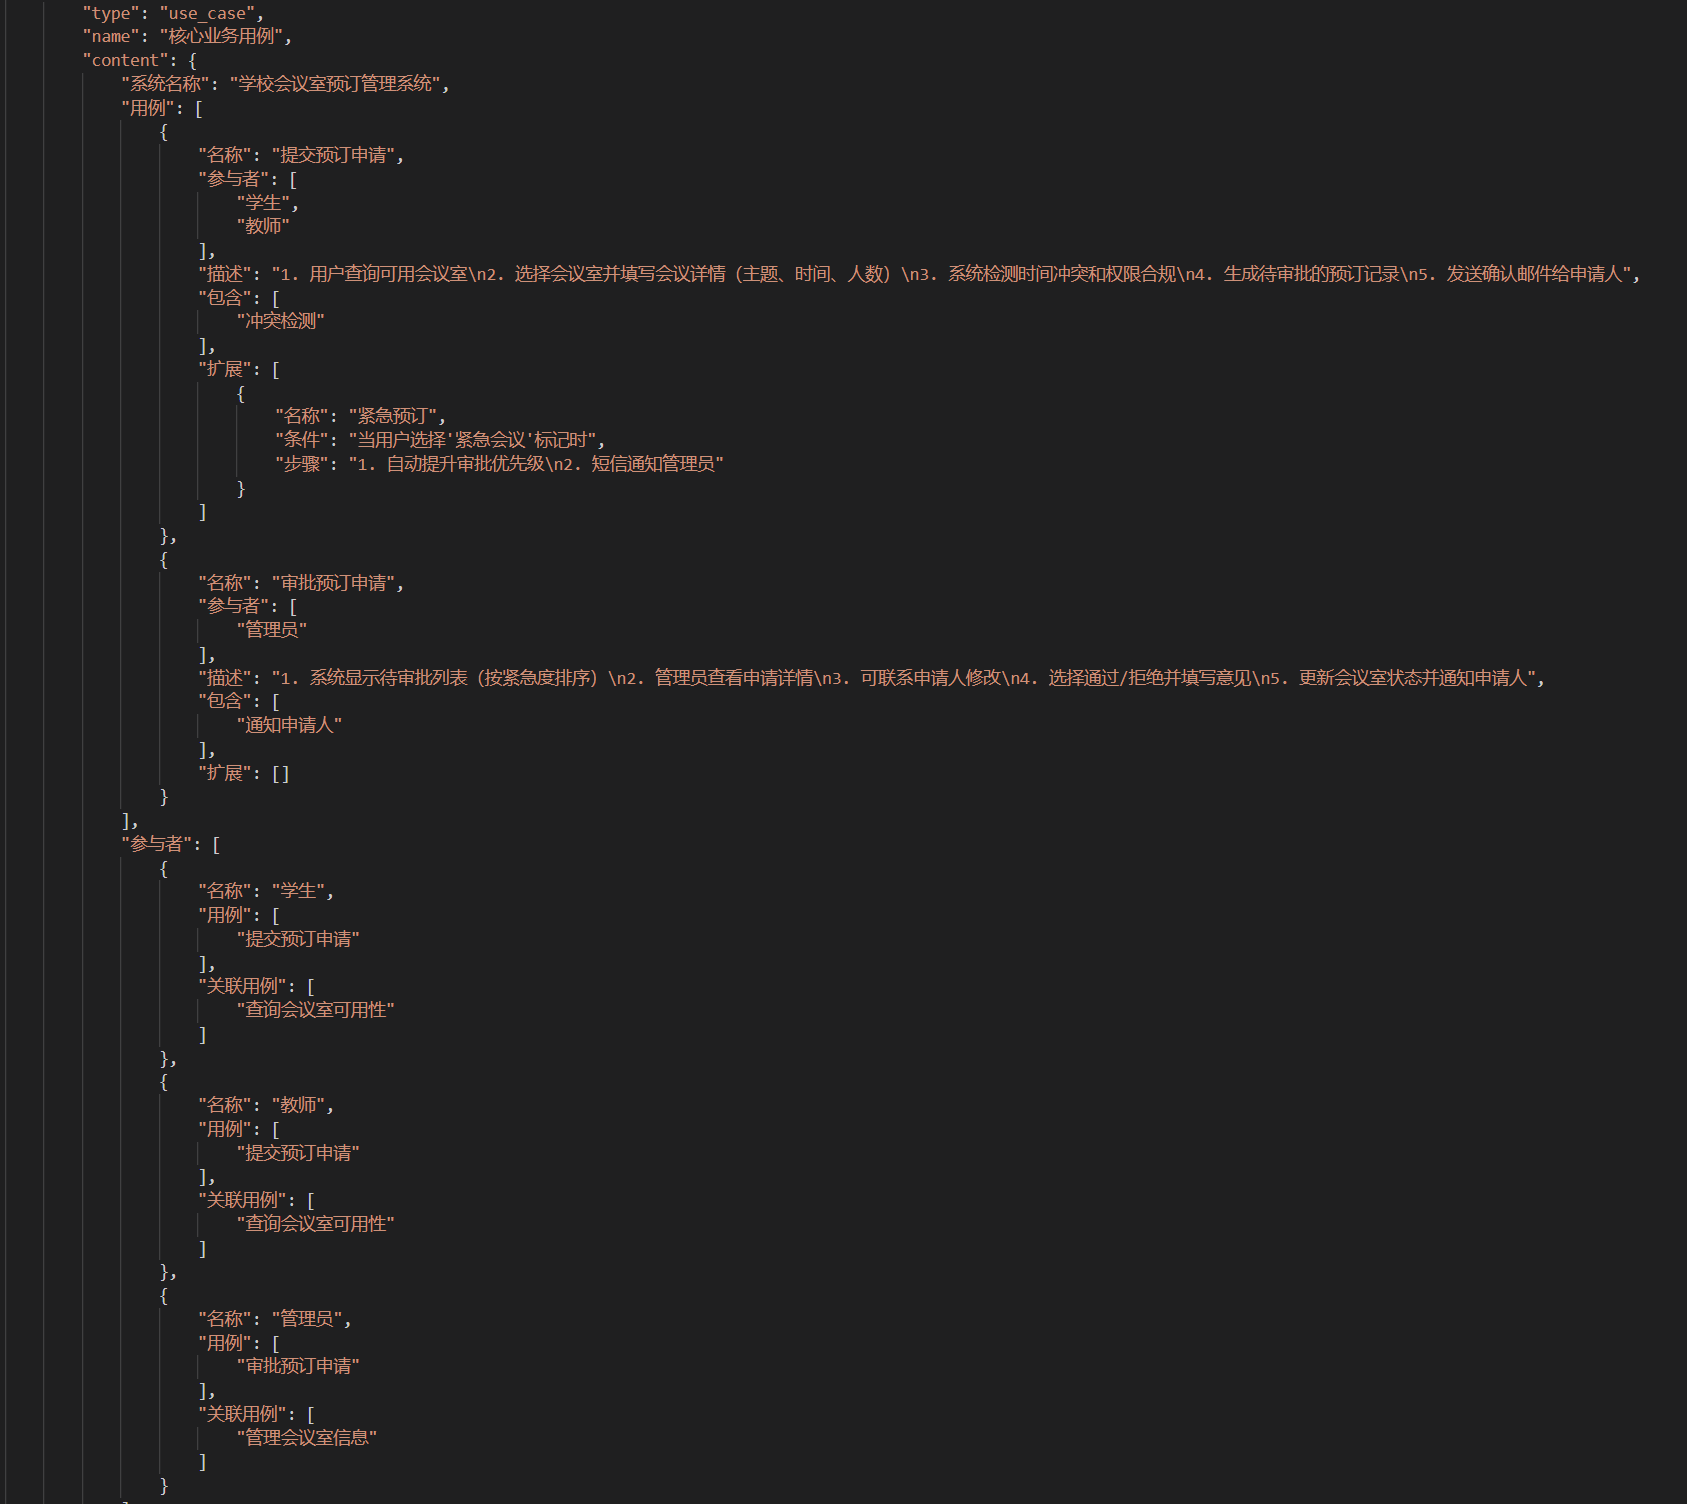 "type": "use_case",
"name": "核心业务用例",
"content": {
"系统名称": "学校会议室预订管理系统",
"用例": [
{
"名称": "提交预订申请",
"参与者": [
"学生",
"教师"
],
"描述": "1. 用户查询可用会议室\n2. 选择会议室并填写会议详情（主题、时间、人数）\n3. 系统检测时间冲突和权限合规\n4. 生成待审批的预订记录\n5. 发送确认邮件给申请人",
"包含": [
"冲突检测"
],
"扩展": [
{
"名称": "紧急预订",
"条件": "当用户选择'紧急会议'标记时",
"步骤": "1. 自动提升审批优先级\n2. 短信通知管理员"
}
]
},
{
"名称": "审批预订申请",
"参与者": [
"管理员"
],
"描述": "1. 系统显示待审批列表（按紧急度排序）\n2. 管理员查看申请详情\n3. 可联系申请人修改\n4. 选择通过/拒绝并填写意见\n5. 更新会议室状态并通知申请人",
"包含": [
"通知申请人"
],
"扩展": []
}
],
"参与者": [
{
"名称": "学生",
"用例": [
"提交预订申请"
],
"关联用例": [
"查询会议室可用性"
]
},
{
"名称": "教师",
"用例": [
"提交预订申请"
],
"关联用例": [
"查询会议室可用性"
]
},
{
"名称": "管理员",
"用例": [
"审批预订申请"
],
"关联用例": [
"管理会议室信息"
]
}